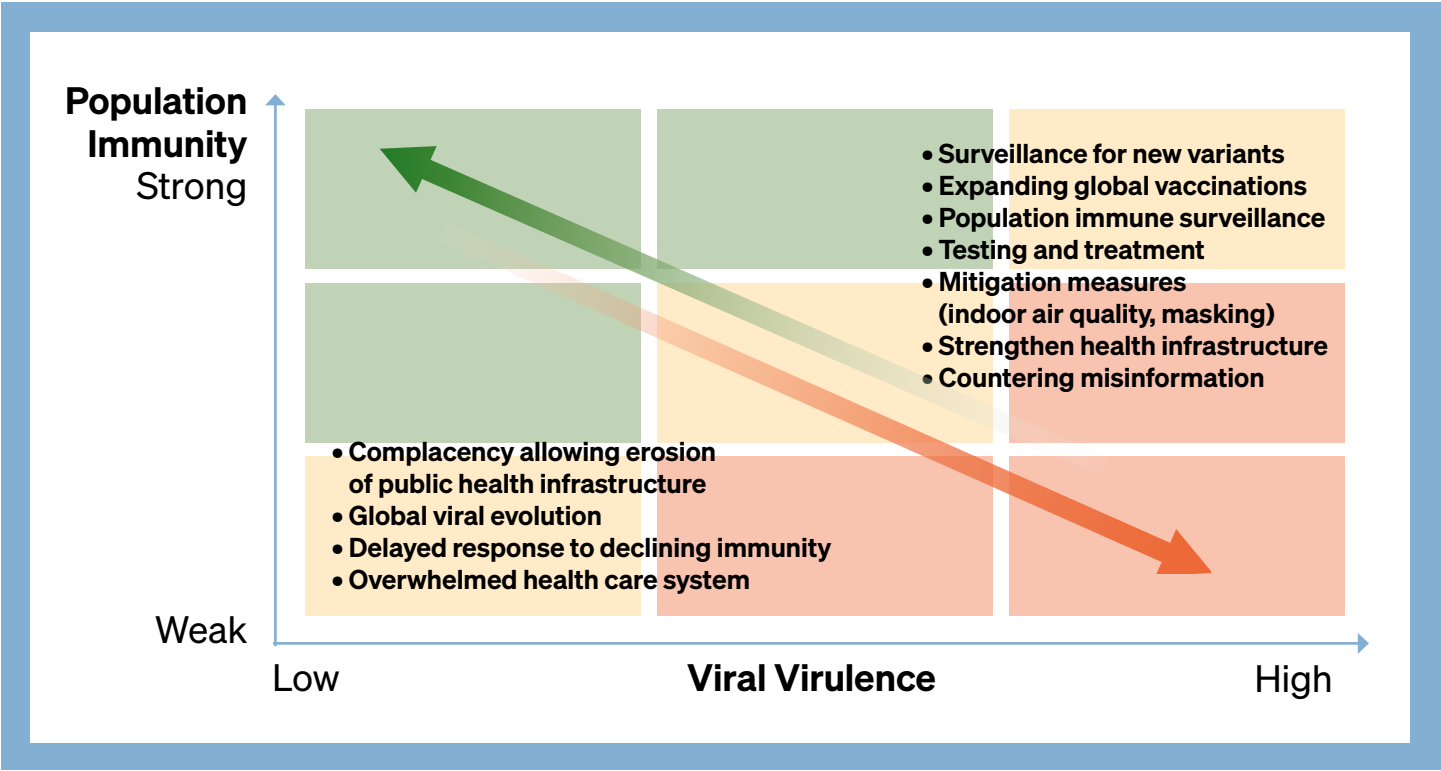 Population
Immunity
Strong
• Surveillance for new variants
• Expanding global vaccinations
• Population immune surveillance
• Testing and treatment
• Mitigation measures
(indoor air quality, masking)
• Strengthen health infrastructure
• Countering misinformation
• Complacency allowing erosion
of public health infrastructure
• Global viral evolution
• Delayed response to declining immunity
• Overwhelmed health care system
Weak
Low
Viral Virulence
High